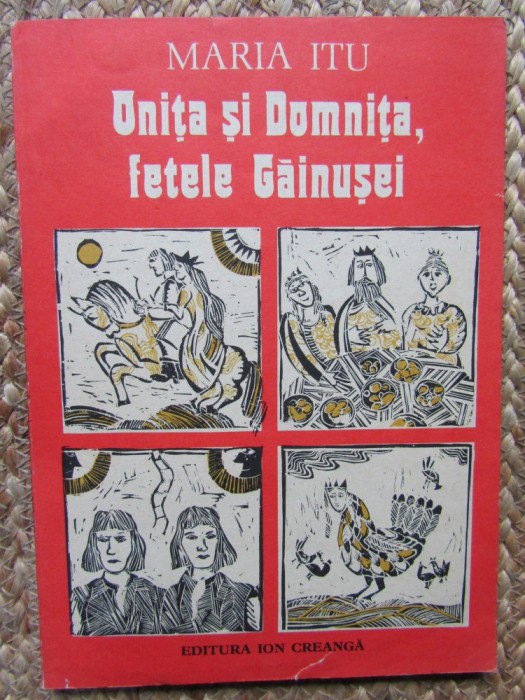 MARIA ITU
Onița și Domnița,
fetele Găinușei
EDITURA ION CREANGĂ